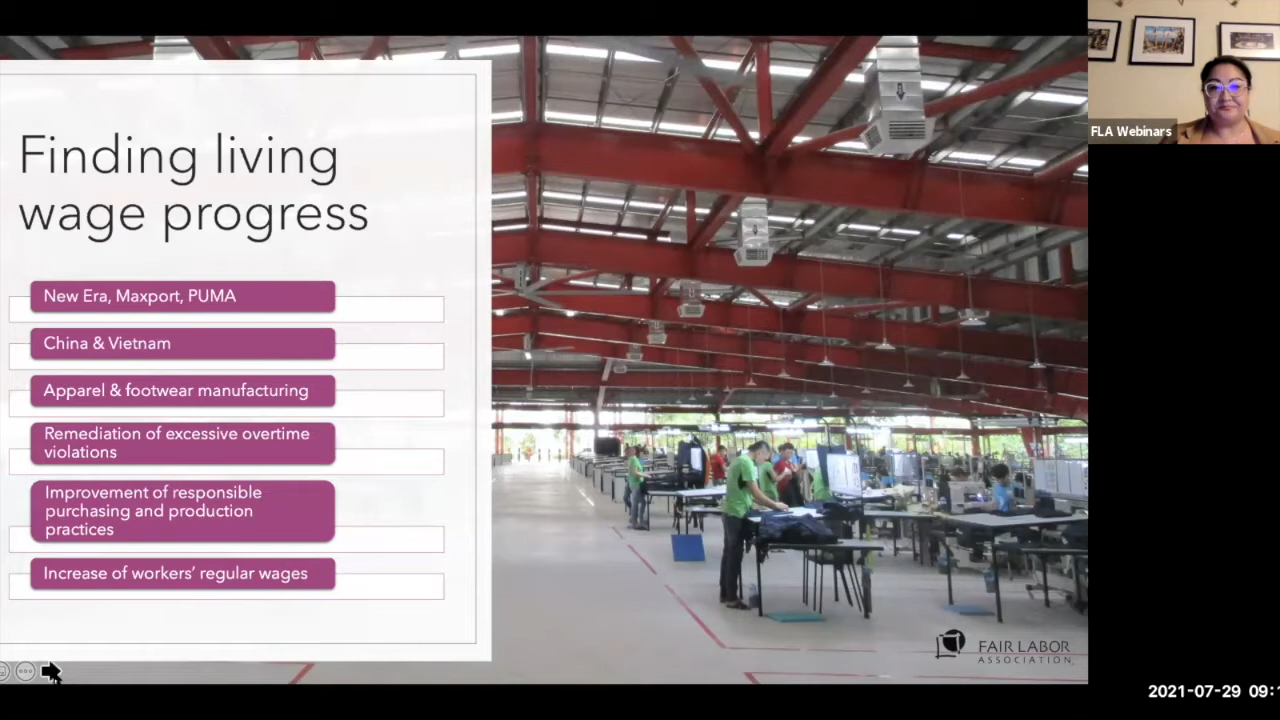 Finding living
wage progress
New Era, Maxport, PUMA
China & Vietnam
Apparel & footwear manufacturing
Remediation of excessive overtime
violations
Improvement of responsible
purchasing and production
practices
Increase of workers’ regular wages
FAIR LABOR
ASSOCIATION
FLA Webinars
2021-07-29 09:1